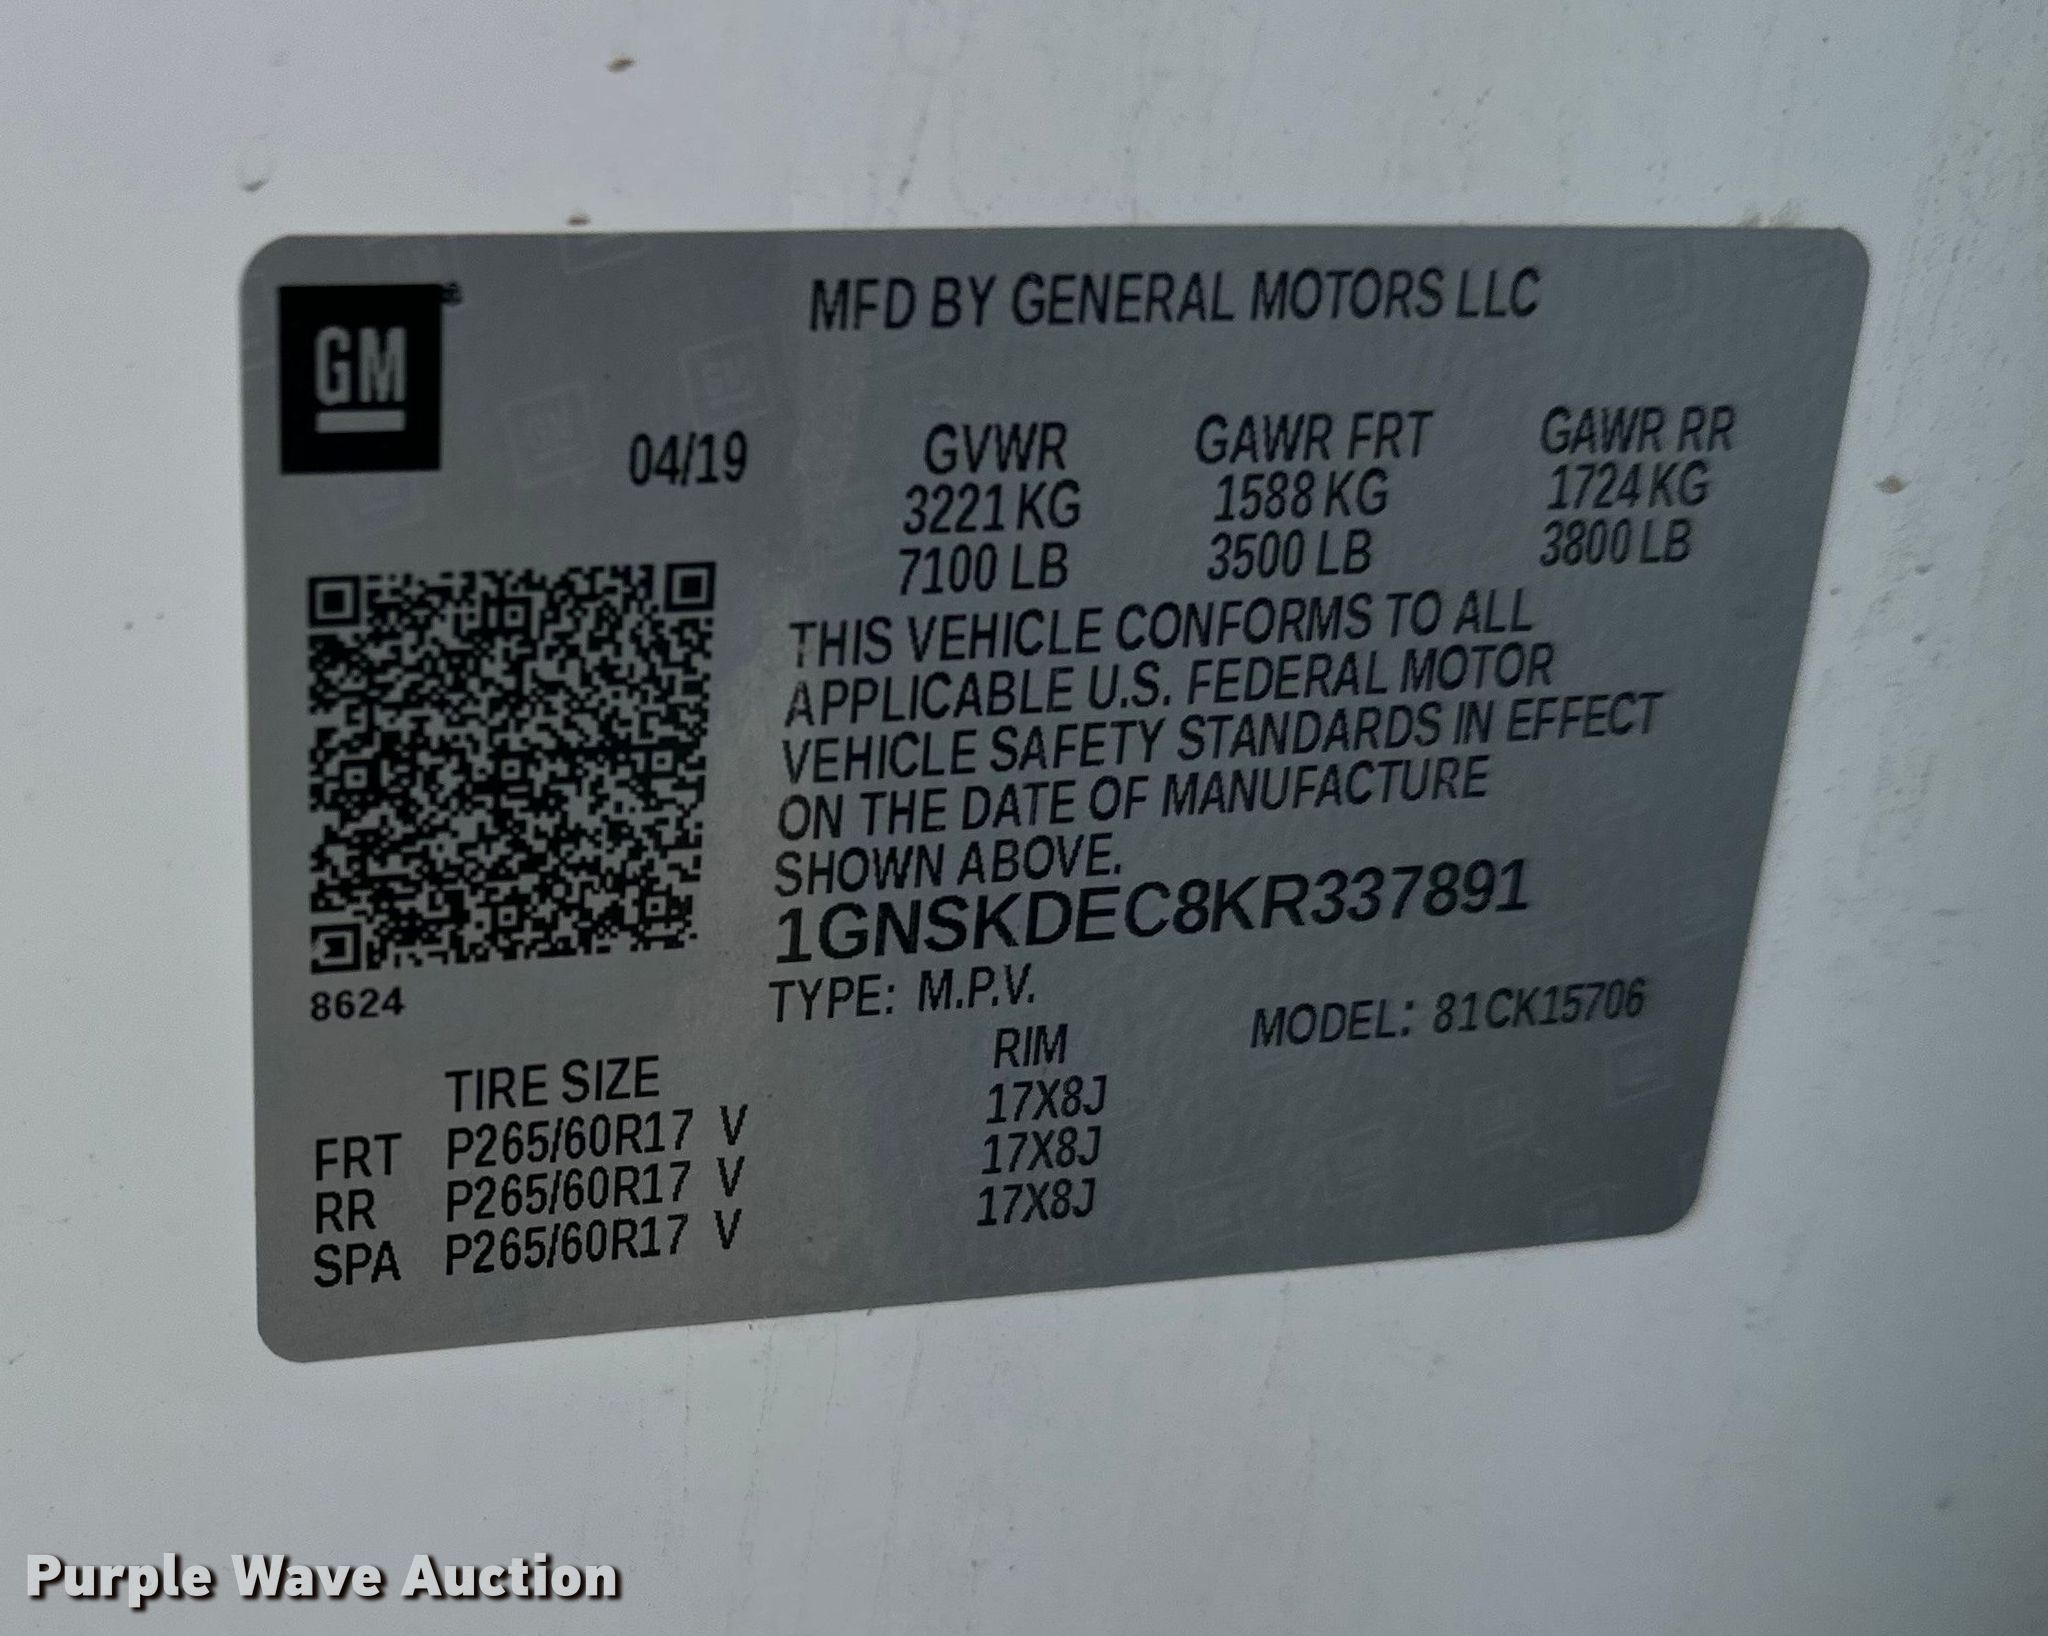 GM
MFD BY GENERAL MOTORS LLC
04/19
GVWR GAWR FRT GAWR RR
3221 KG 1588 KG 1724 KG
7100 LB 3500 LB 3800 LB
THIS VEHICLE CONFORMS TO ALL
APPLICABLE U.S. FEDERAL MOTOR
VEHICLE SAFETY STANDARDS IN EFFECT
ON THE DATE OF MANUFACTURE
SHOWN ABOVE.
1GNSKDEC8KR337891
8624
TYPE: M.P.V. MODEL: 81CK15706
TIRE SIZE RIM
FRT P265/60R17 V 17X8J
RR P265/60R17 V 17X8J
SPA P265/60R17 V 17X8J
Purple Wave Auction